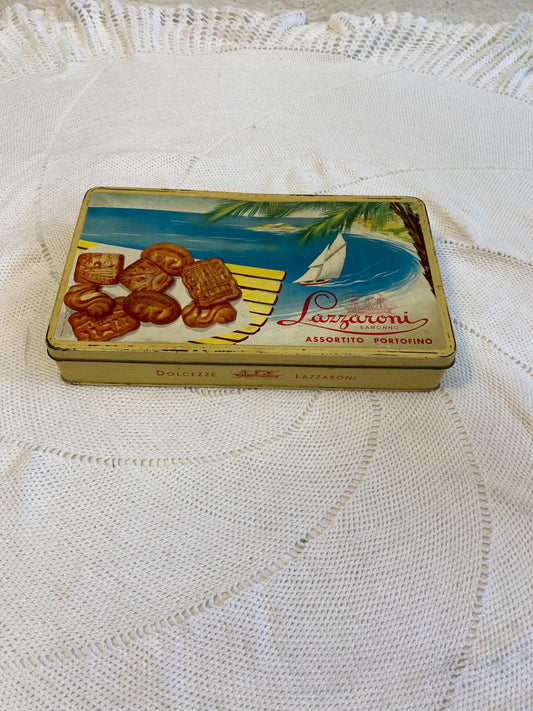 Lazzaroni
SARONNO
ASSORTITO PORTOFINO
DOLCEZZE LAZZARONI